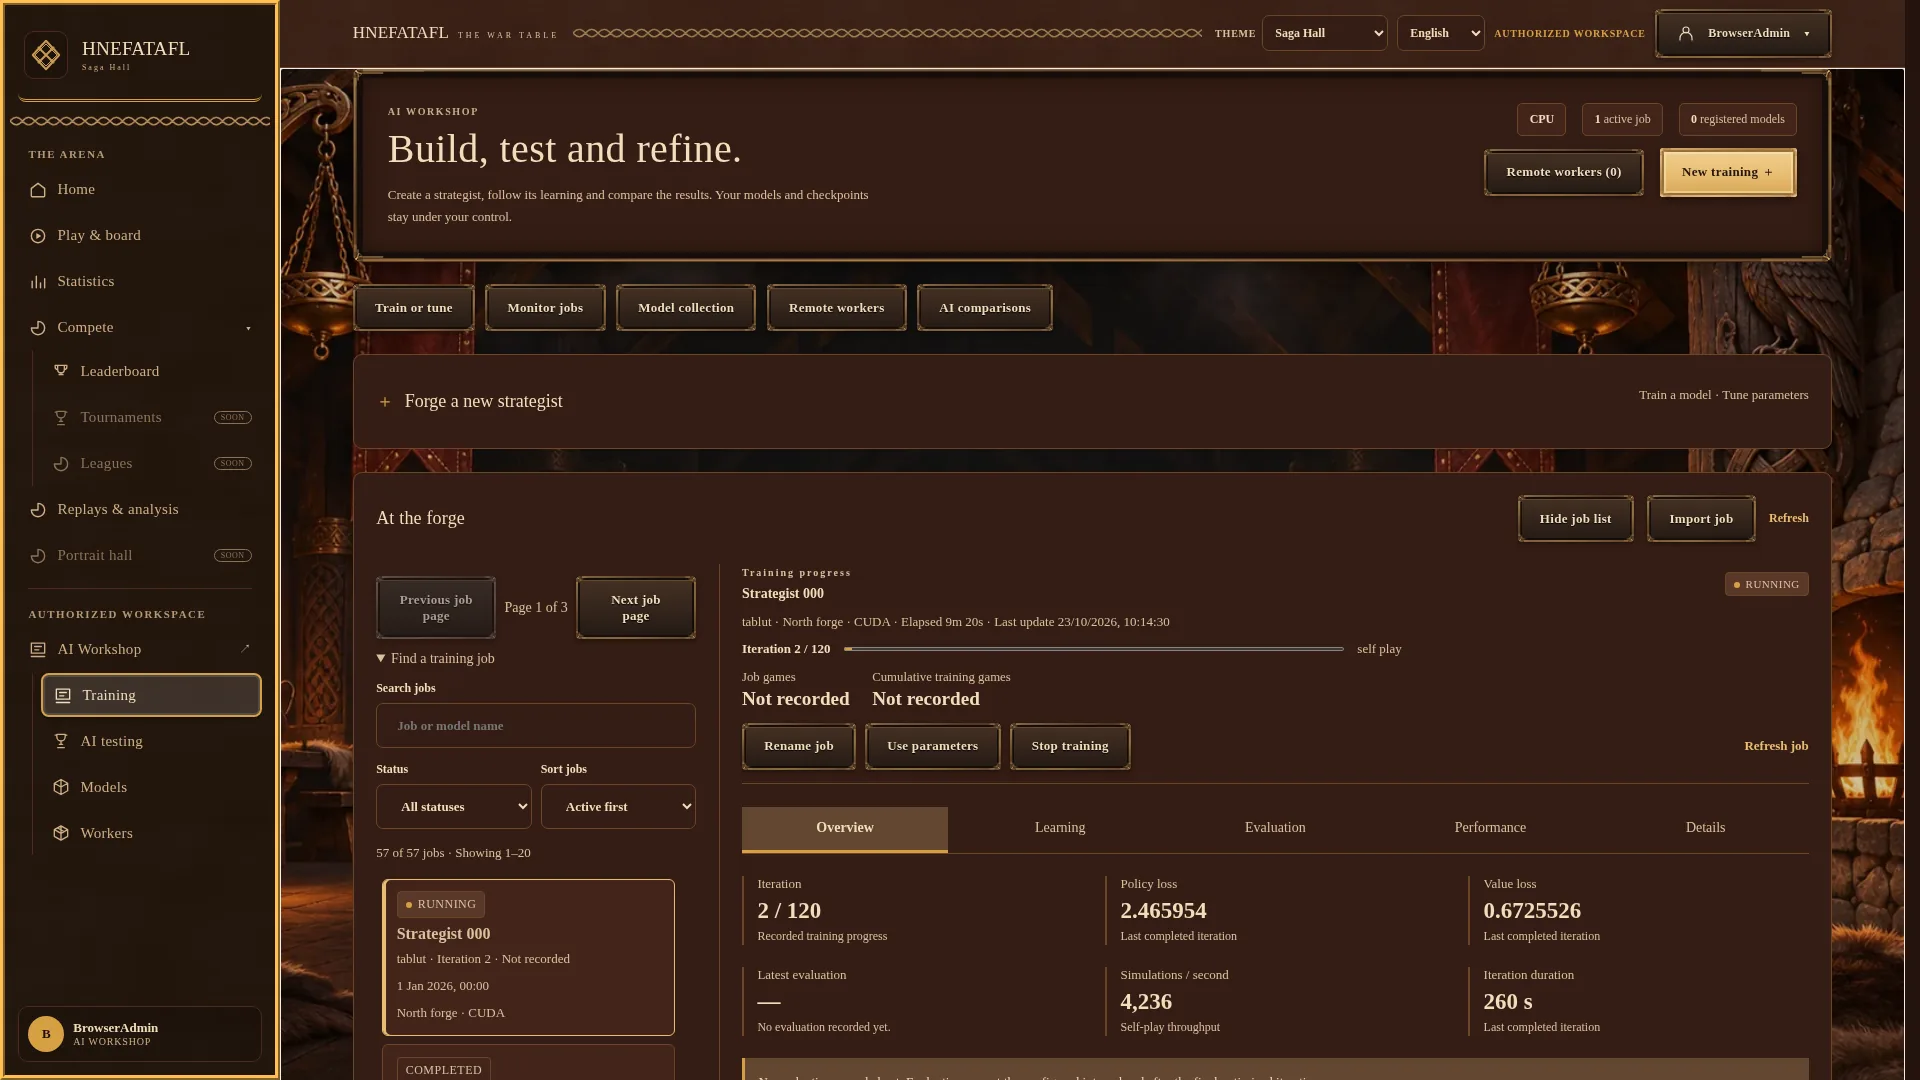 HNEFATAFL
Saga Hall
THE ARENA
Home
Play & board
Statistics
Compete
Leaderboard
Tournaments SOON
Leagues SOON
Replays & analysis
Portrait hall SOON
AUTHORIZED WORKSPACE
AI Workshop
Training
AI testing
Models
Workers
B BrowserAdmin
AI WORKSHOP
HNEFATAFL THE WAR TABLE THEME Saga Hall English AUTHORIZED WORKSPACE BrowserAdmin
AI WORKSHOP
Build, test and refine.
Create a strategist, follow its learning and compare the results. Your models and checkpoints
stay under your control.
CPU 1 active job 0 registered models
Remote workers (0) New training +
Train or tune Monitor jobs Model collection Remote workers AI comparisons
+ Forge a new strategist Train a model · Tune parameters
At the forge Hide job list Import job Refresh
Previous job page Page 1 of 3 Next job page
Find a training job
Search jobs
Job or model name
Status Sort jobs
All statuses Active first
57 of 57 jobs · Showing 1–20
RUNNING
Strategist 000
tablut · Iteration 2 · Not recorded
1 Jan 2026, 00:00
North forge · CUDA
COMPLETED
Training progress
Strategist 000 RUNNING
tablut · North forge · CUDA · Elapsed 9m 20s · Last update 23/10/2026, 10:14:30
Iteration 2 / 120 self play
Job games Cumulative training games
Not recorded Not recorded
Rename job Use parameters Stop training Refresh job
Overview Learning Evaluation Performance Details
Iteration Policy loss Value loss
2 / 120 2.465954 0.6725526
Recorded training progress Last completed iteration Last completed iteration
Latest evaluation Simulations / second Iteration duration
— 4,236 260 s
No evaluation recorded yet. Self-play throughput Last completed iteration